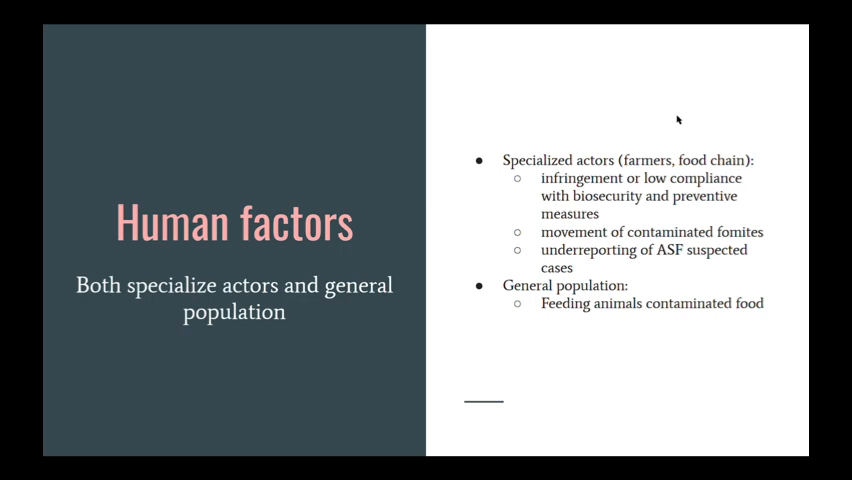 Human factors
Both specialize actors and general
population
● Specialized actors (farmers, food chain):
○ infringement or low compliance
with biosecurity and preventive
measures
○ movement of contaminated fomites
○ underreporting of ASF suspected
cases
● General population:
○ Feeding animals contaminated food